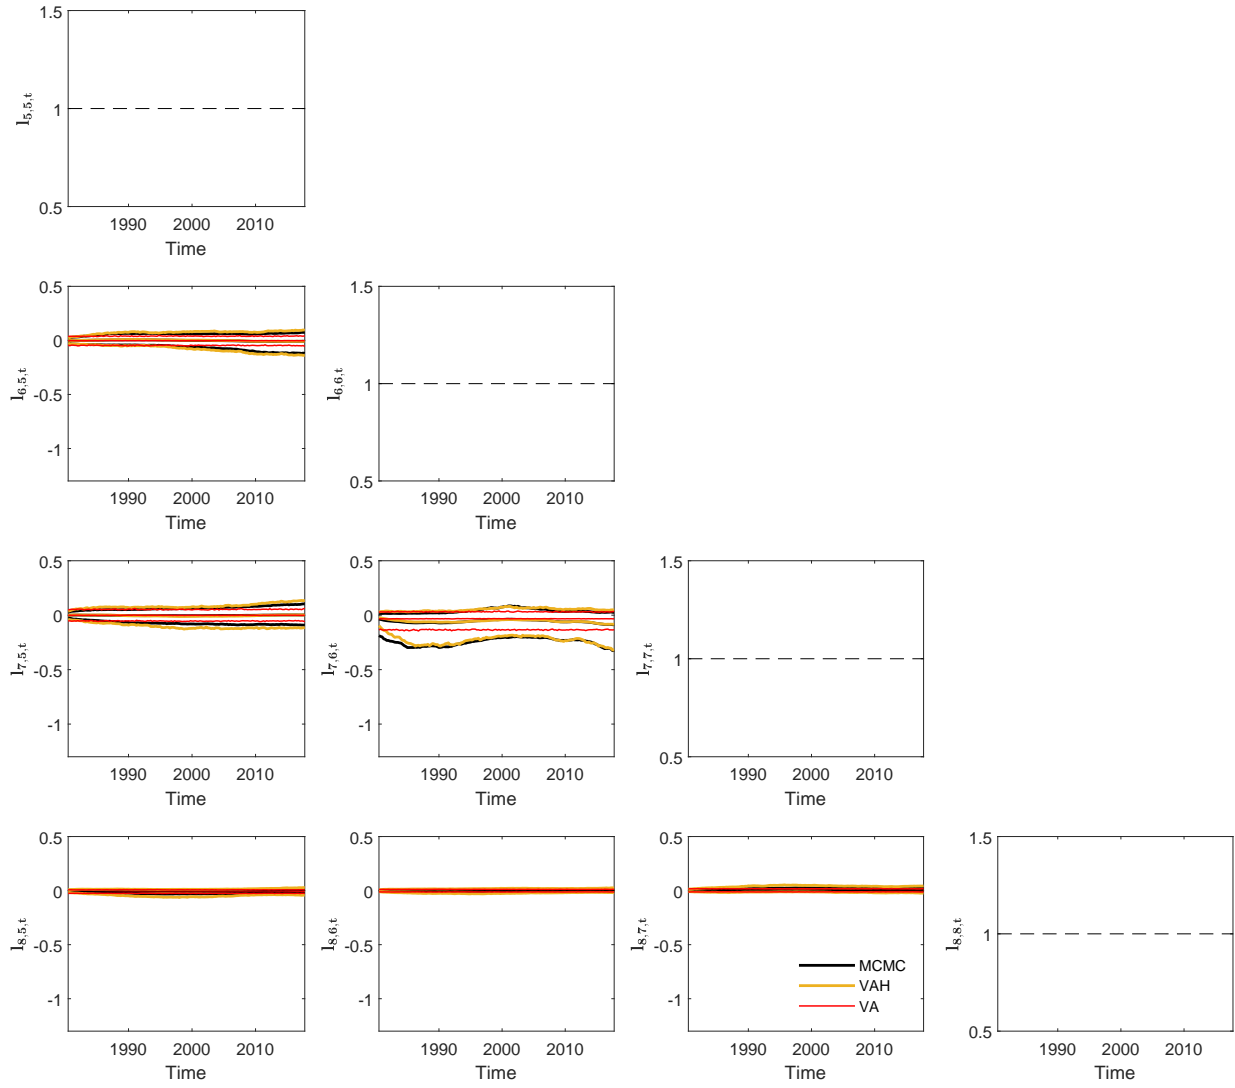 1.5
l5,5,t
1
0.5
1990 2000 2010
Time
0.5 1.5
0
l6,5,t -0.5 l6,6,t 1
-1
0.5
1990 2000 2010 1990 2000 2010
Time Time
0.5 0.5 1.5
0 0
l7,5,t -0.5 l7,6,t -0.5 l7,7,t 1
-1 -1
0.5
1990 2000 2010 1990 2000 2010 1990 2000 2010
Time Time Time
0.5 0.5 0.5 1.5
0 0 0
l8,5,t -0.5 l8,6,t -0.5 l8,7,t -0.5 l8,8,t 1
MCMC
VAH
-1 -1 -1 VA
0.5
1990 2000 2010 1990 2000 2010 1990 2000 2010 1990 2000 2010
Time Time Time Time